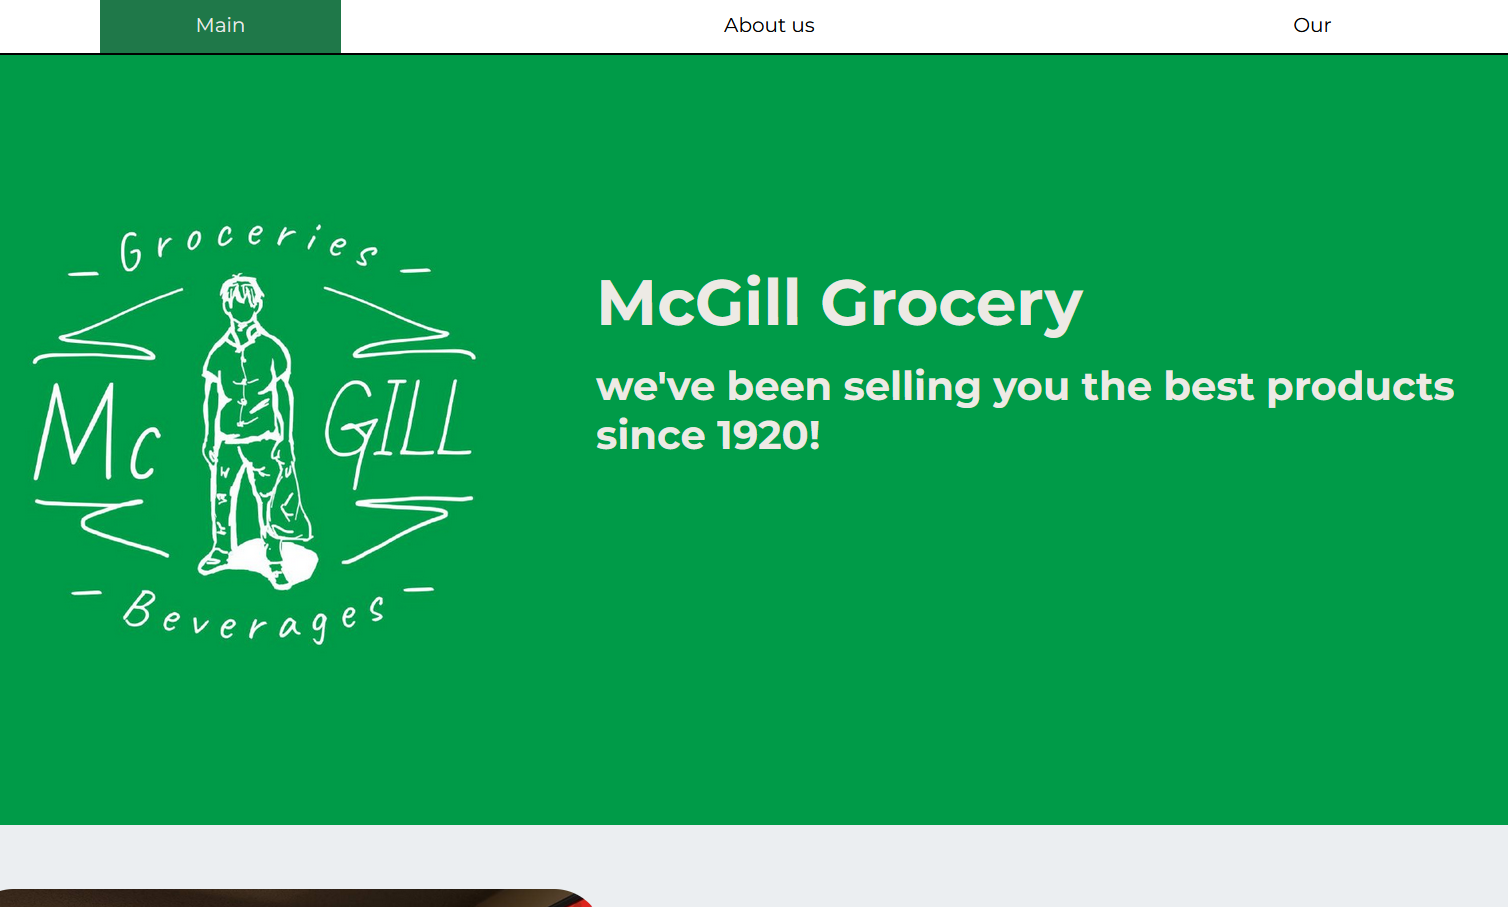 Main
About us
Our
Groceries
Mc GILL
Beverages
McGill Grocery
we've been selling you the best products
since 1920!